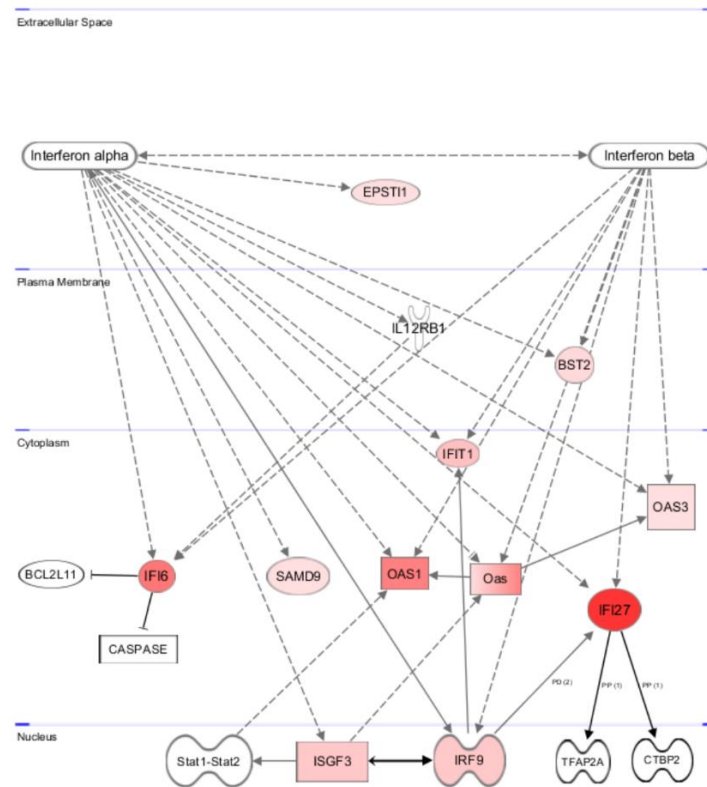 Extracellular Space
Interferon alpha
Interferon beta
EPSTI1
Plasma Membrane
IL12RB1
BST2
Cytoplasm
IFIT1
OAS3
BCL2L11
IFI6
SAMD9
OAS1
Oas
IFI27
CASPASE
PD (2)
PP (1)
PP (1)
Nucleus
Stat1-Stat2
ISGF3
IRF9
TFAP2A
CTBP2